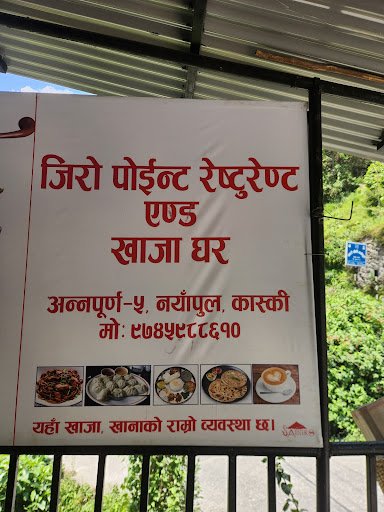 जिरो पोईन्ट रेष्टुरेण्ट
एण्ड
खाजा घर
अन्नपूर्ण-५, नयाँपुल, कास्की
मो: ९७४५९८८६१०
यहाँ खाजा, खानाको राम्रो व्यवस्था छ।